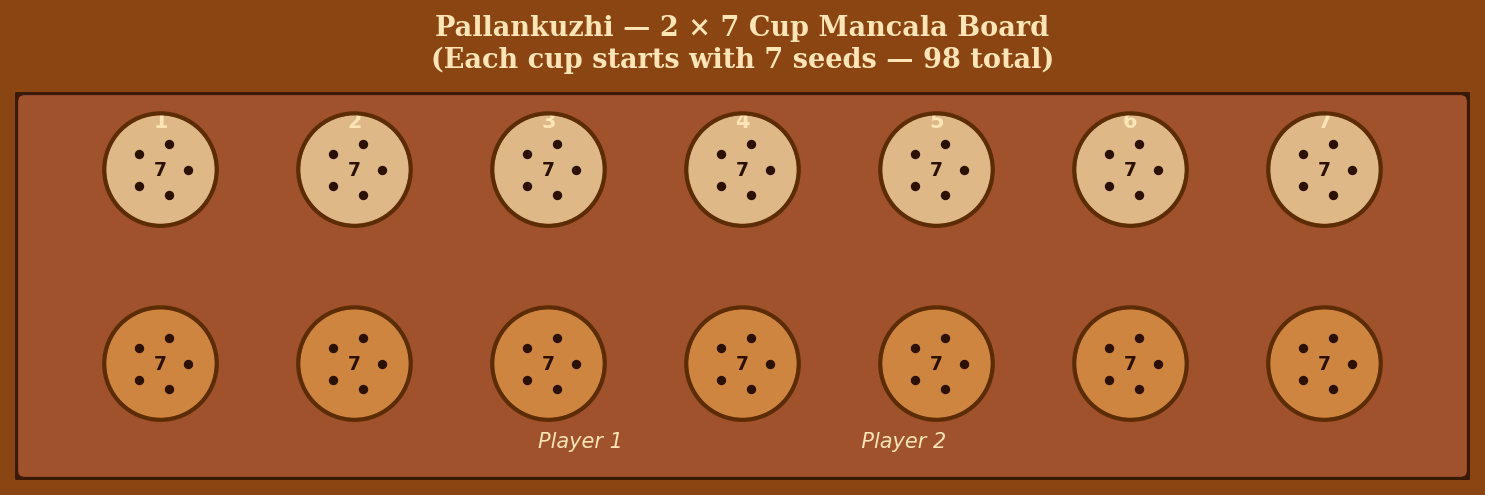 Pallankuzhi — 2 × 7 Cup Mancala Board
(Each cup starts with 7 seeds — 98 total)
1 2 3 4 5 6 7
7 7 7 7 7 7 7
7 7 7 7 7 7 7
Player 1 Player 2